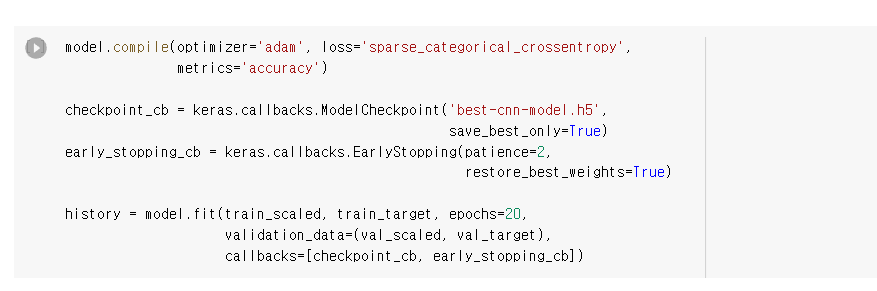 model.compile(optimizer='adam', loss='sparse_categorical_crossentropy',
              metrics='accuracy')
checkpoint_cb = keras.callbacks.ModelCheckpoint('best-cnn-model.h5',
                                                save_best_only=True)
early_stopping_cb = keras.callbacks.EarlyStopping(patience=2,
                                                  restore_best_weights=True)
history = model.fit(train_scaled, train_target, epochs=20,
                    validation_data=(val_scaled, val_target),
                    callbacks=[checkpoint_cb, early_stopping_cb])